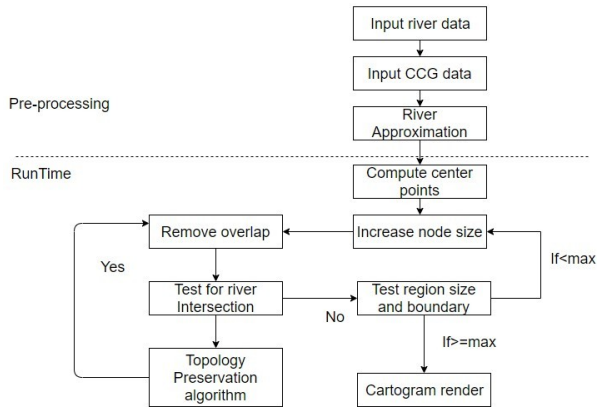 Input river data
Input CCG data
Pre-processing
River
Approximation
RunTime
Compute center
points
Remove overlap
Increase node size
Yes
If<max
Test for river
Intersection
No
Test region size
and boundary
If>=max
Topology
Preservation
algorithm
Cartogram render